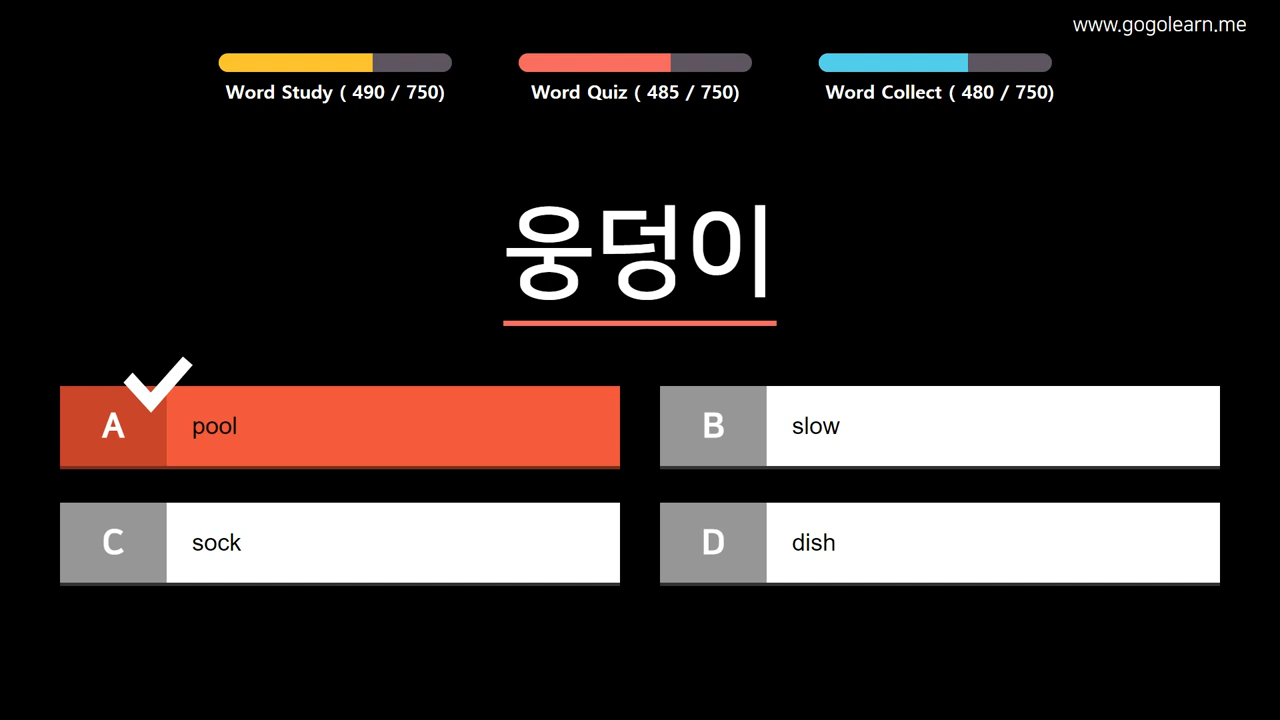 www.gogolearn.me
Word Study ( 490 / 750)
Word Quiz ( 485 / 750)
Word Collect ( 480 / 750)
웅덩이
A pool
B slow
C sock
D dish